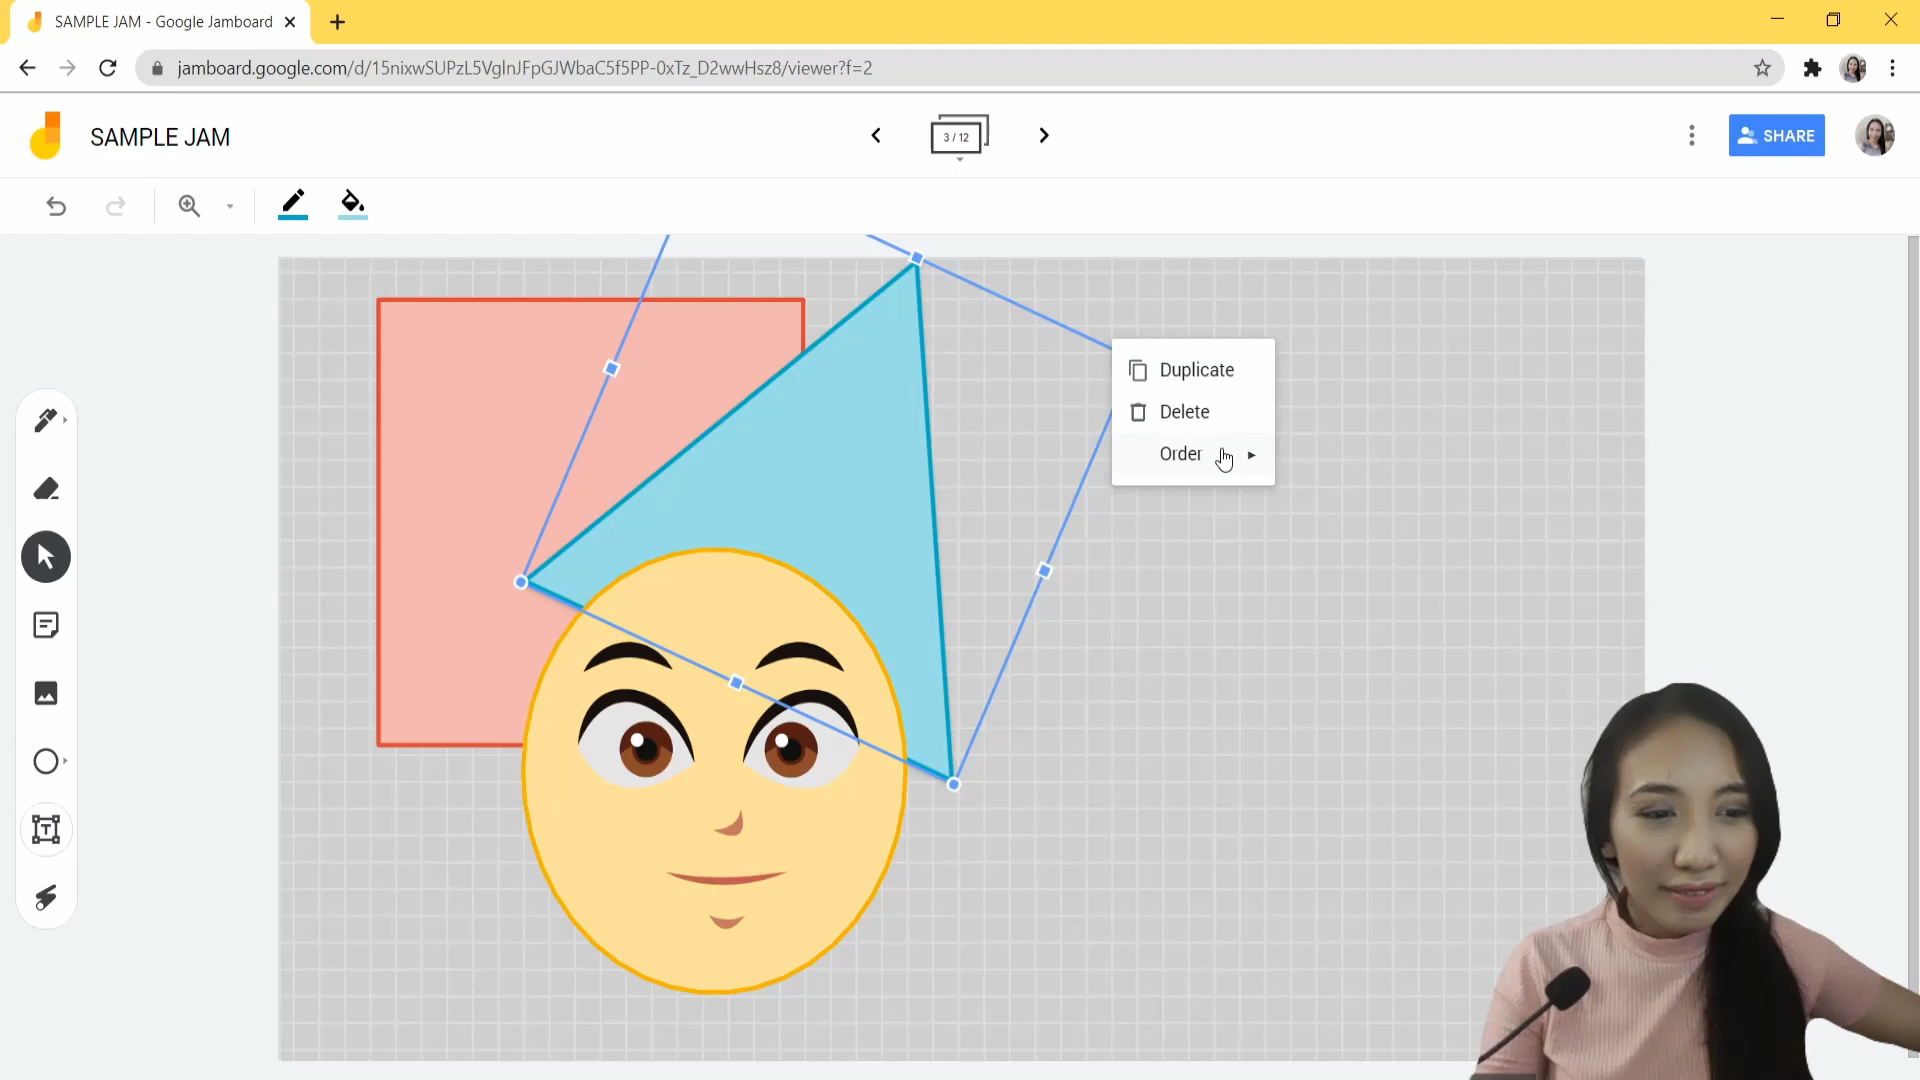 SAMPLE JAM - Google Jamboard
jamboard.google.com/d/15nixwSUPzL5VglnJFpGJWbaC5f5PP-0xTz_D2wwHsz8/viewer?f=2
SAMPLE JAM
3 / 12
SHARE
Duplicate
Delete
Order
T